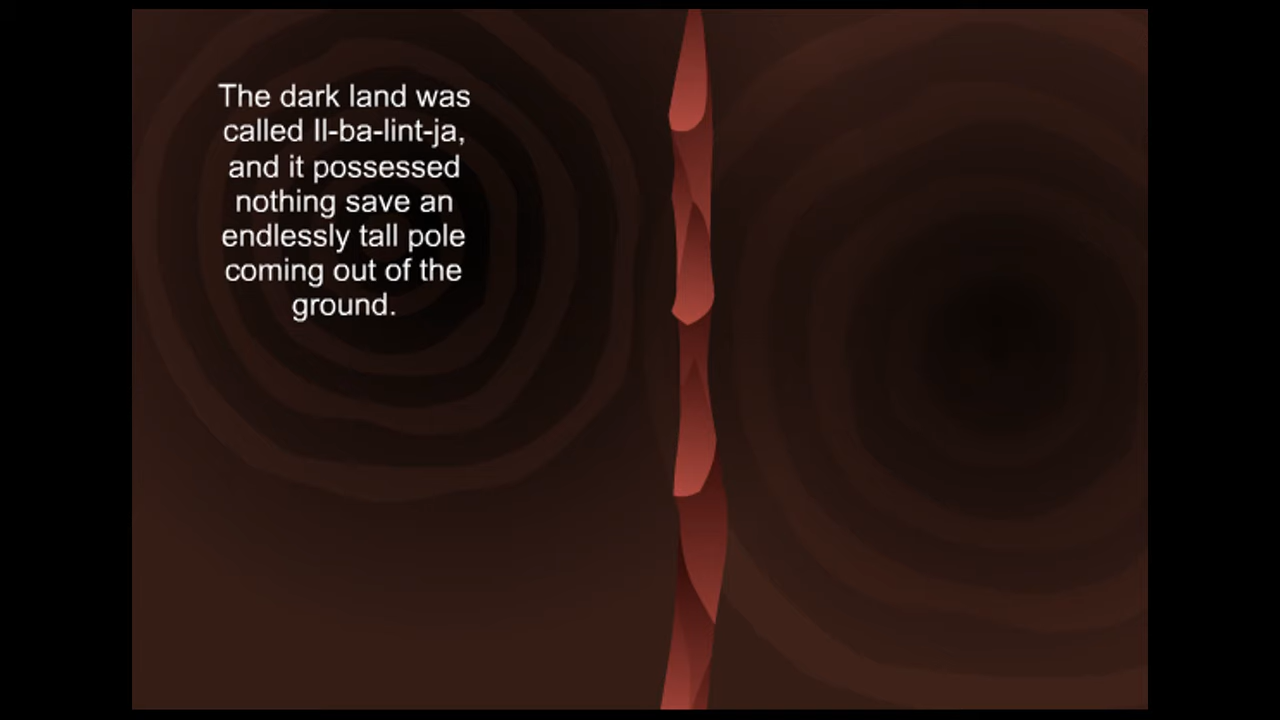 The dark land was
called Il-ba-lint-ja,
and it possessed
nothing save an
endlessly tall pole
coming out of the
ground.